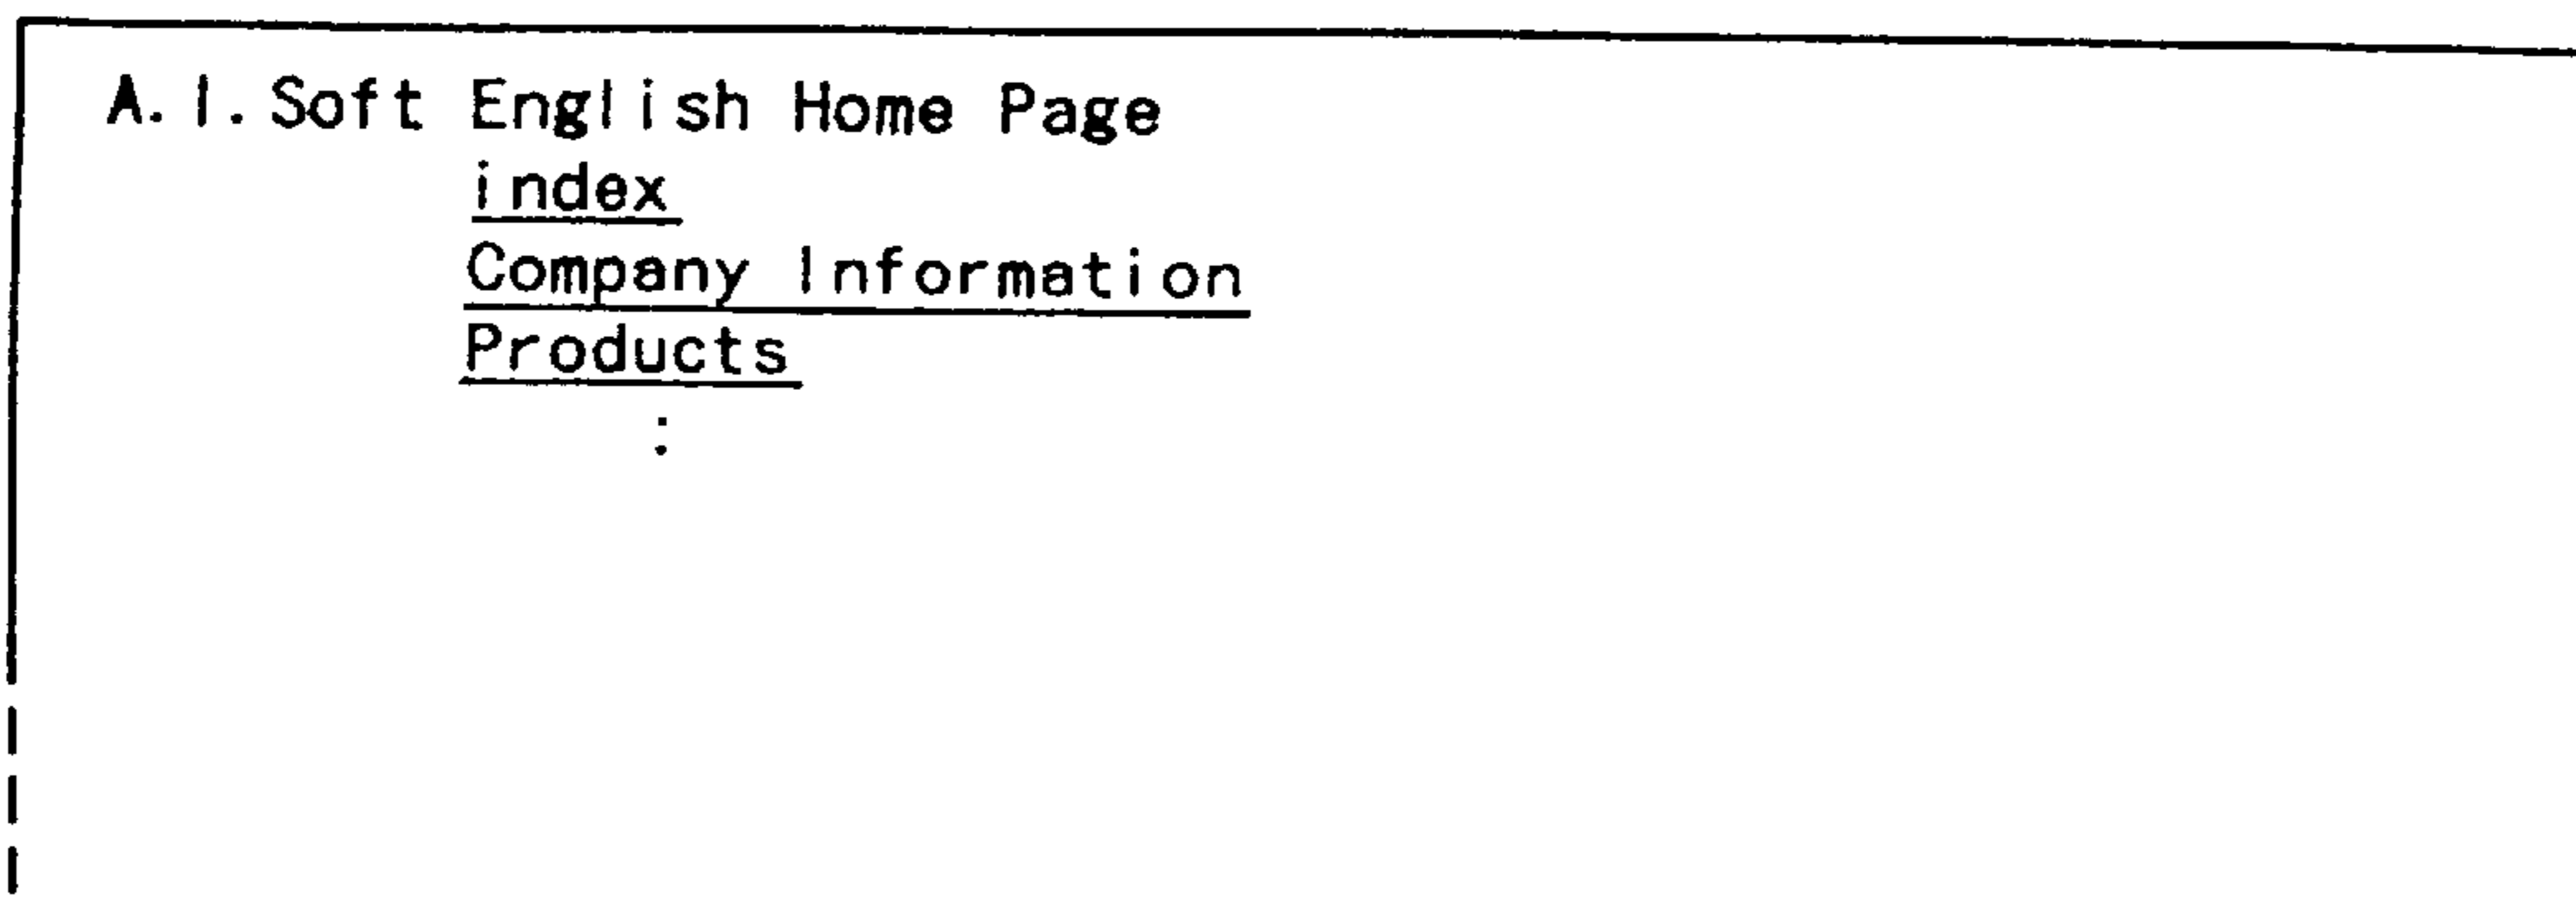 A.I.Soft English Home Page
index
Company Information
Products
: